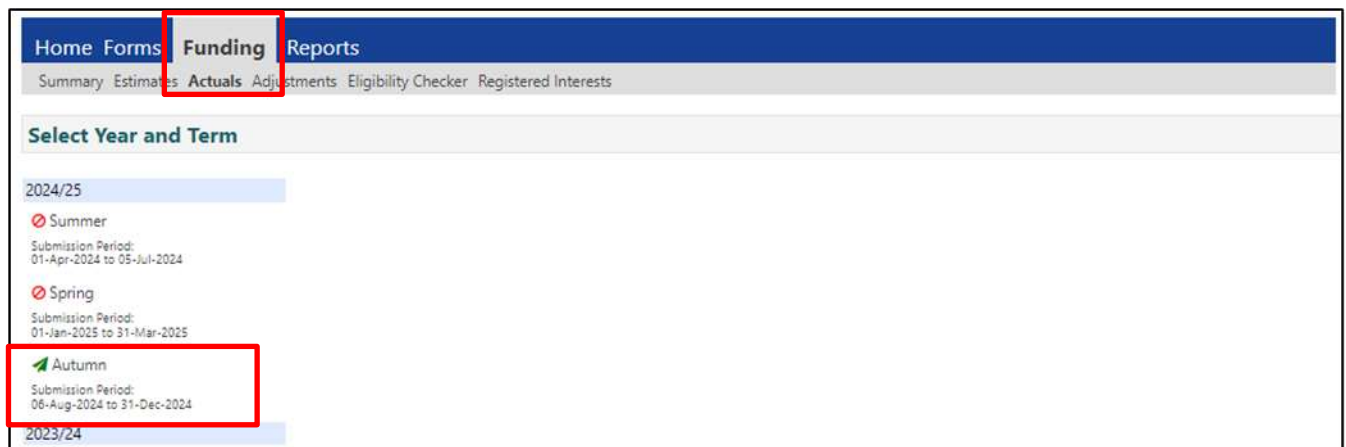 Home Forms Funding Reports
Summary Estimates Actuals Adjustments Eligibility Checker Registered Interests
Select Year and Term
2024/25
Summer
Submission Period:
01-Apr-2024 to 05-Jul-2024
Spring
Submission Period:
01-Jan-2025 to 31-Mar-2025
Autumn
Submission Period:
06-Aug-2024 to 31-Dec-2024
2023/24